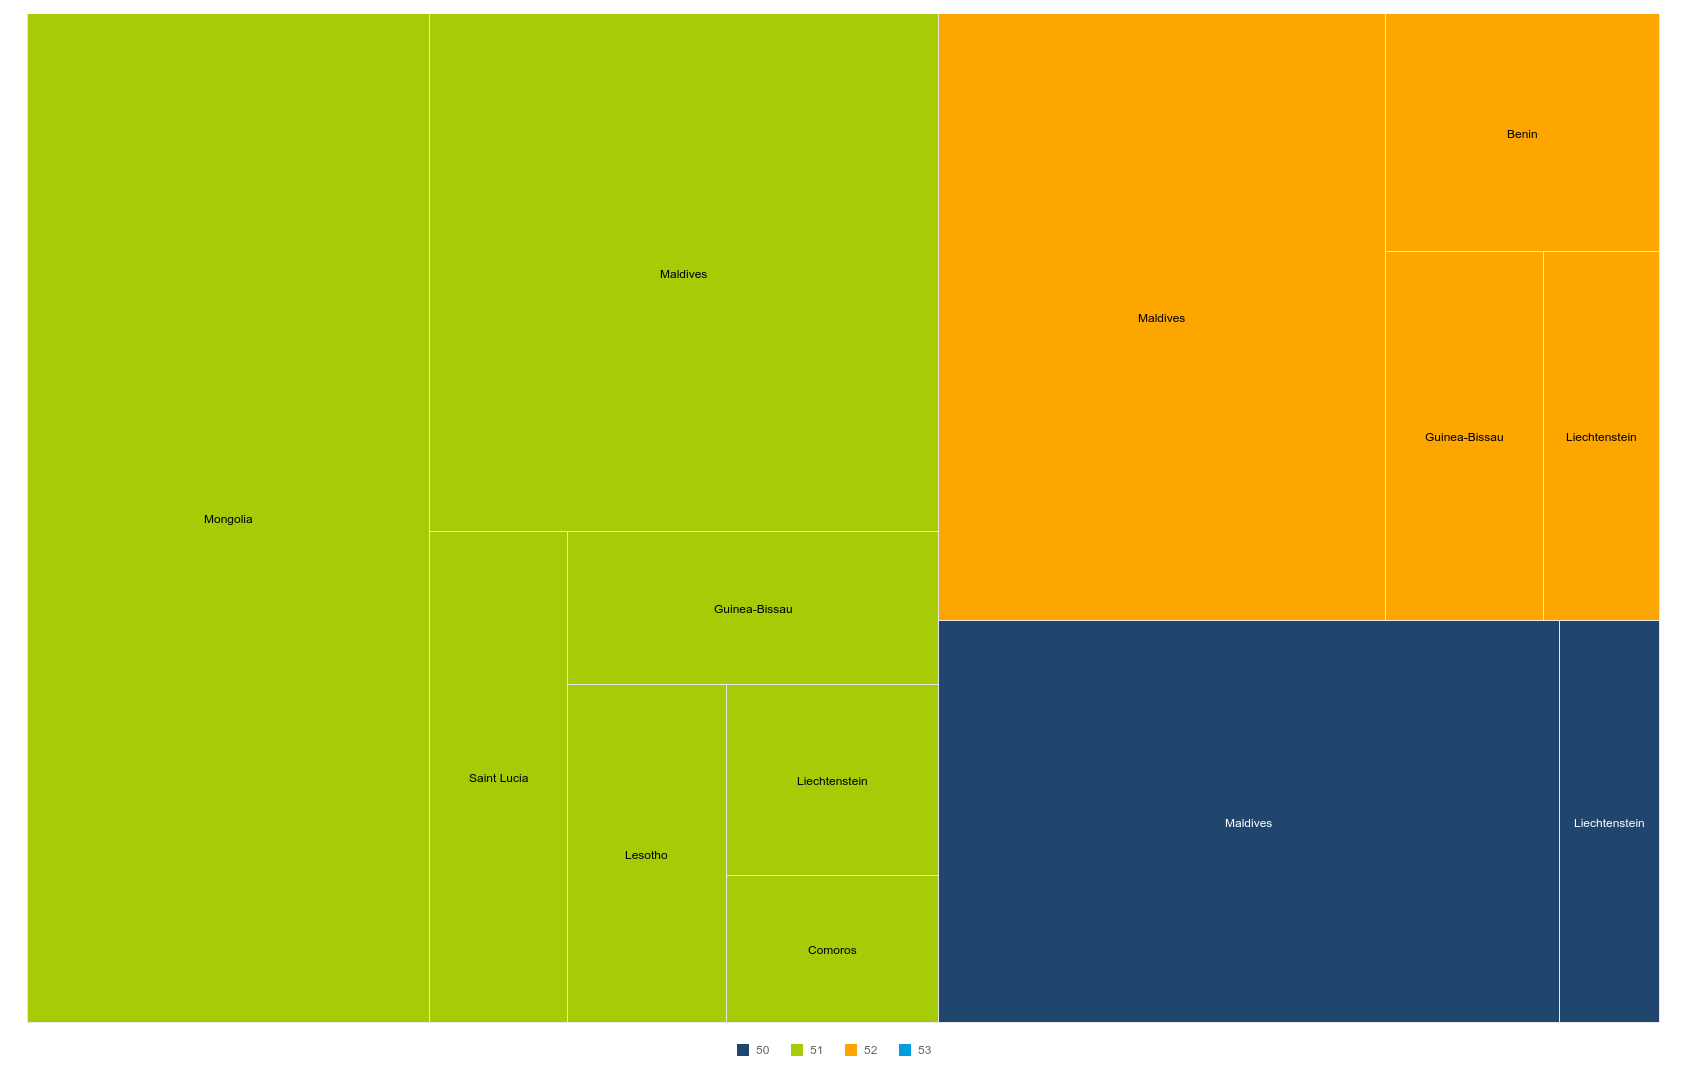 Mongolia
Maldives
Saint Lucia
Guinea-Bissau
Lesotho
Liechtenstein
Comoros
Maldives
Benin
Guinea-Bissau
Liechtenstein
Maldives
Liechtenstein
50 51 52 53